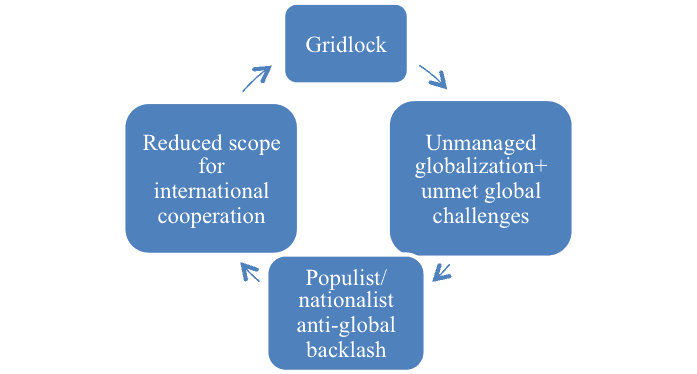 Gridlock
Unmanaged
globalization+
unmet global
challenges
Populist/
nationalist
anti-global
backlash
Reduced scope
for
international
cooperation